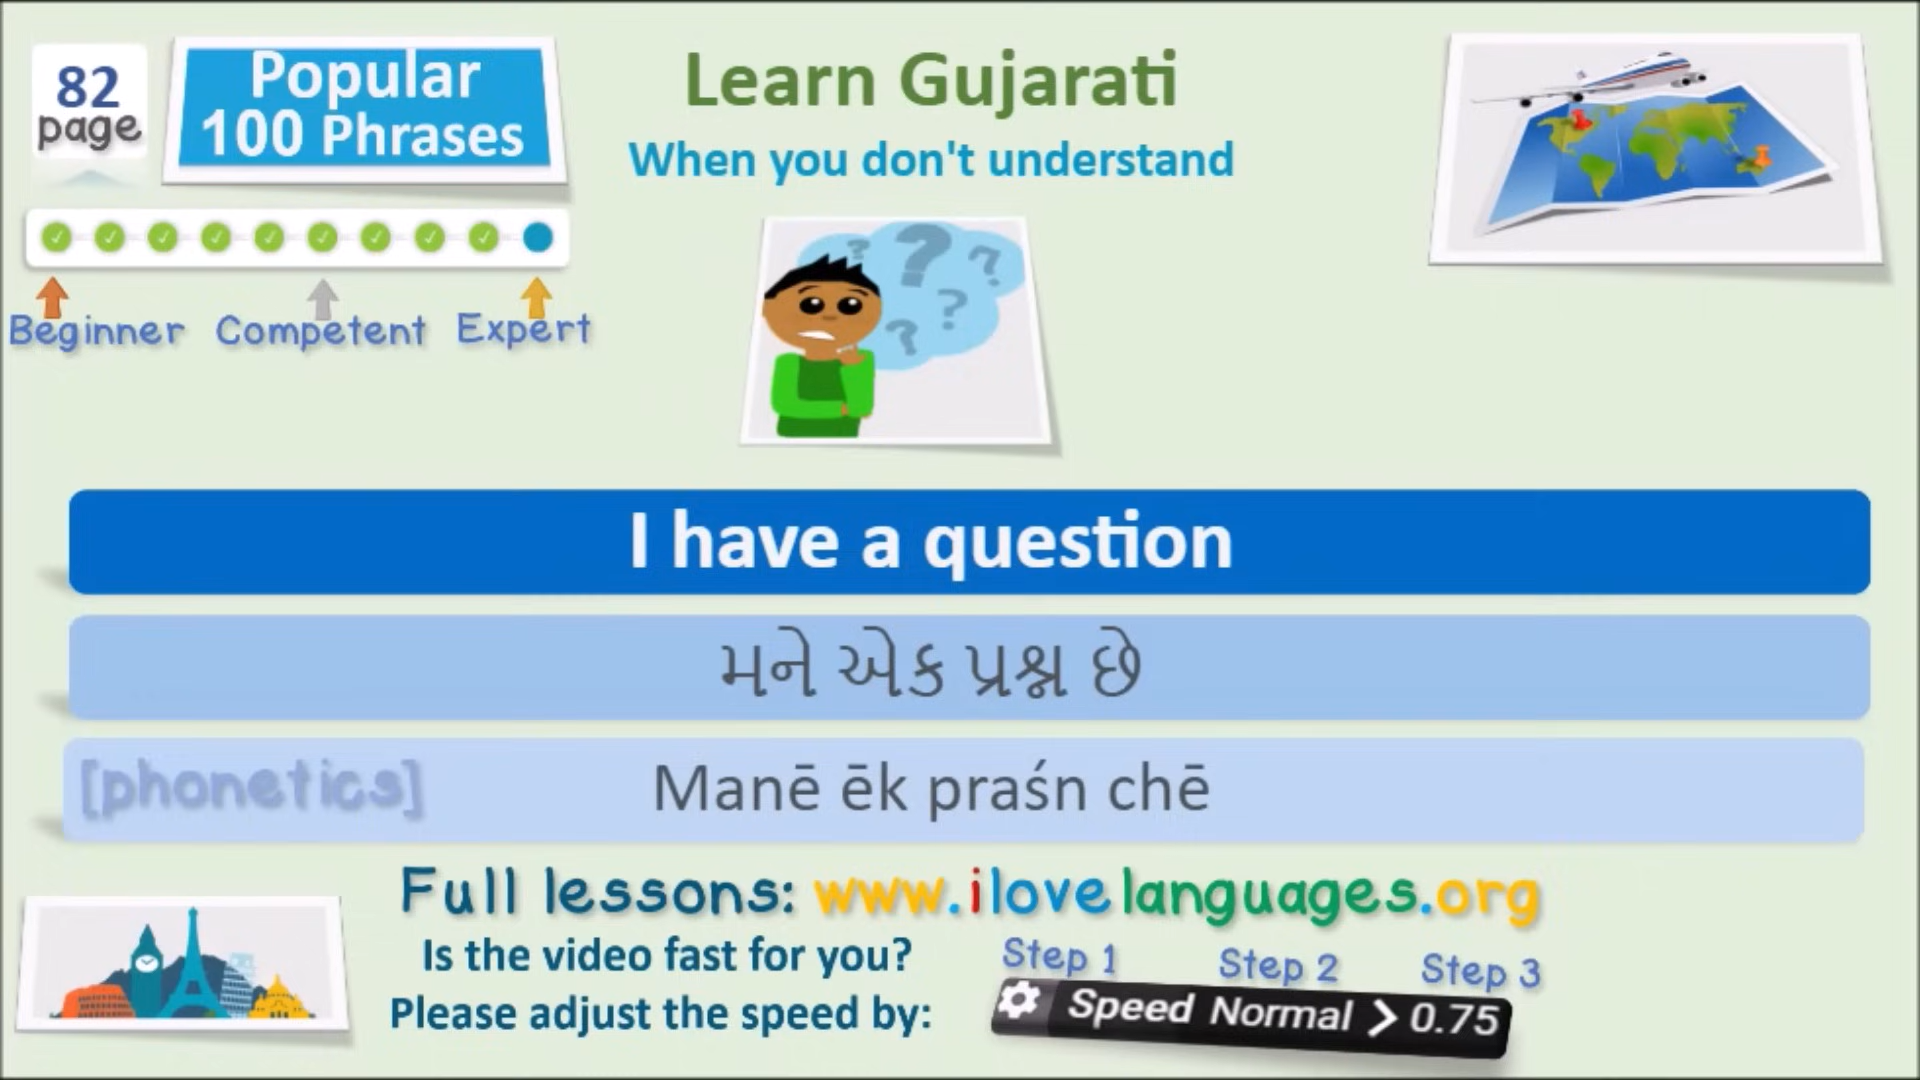 82
page
Popular
100 Phrases
Learn Gujarati
When you don't understand
Beginner Competent Expert
? ? ? ? ?
I have a question
મને એક પ્રશ્ન છે
[phonetics] Manē ēk praśn chē
Full lessons: www.ilovelanguages.org
Is the video fast for you?
Please adjust the speed by:
Step 1 Step 2 Step 3
Speed Normal > 0.75